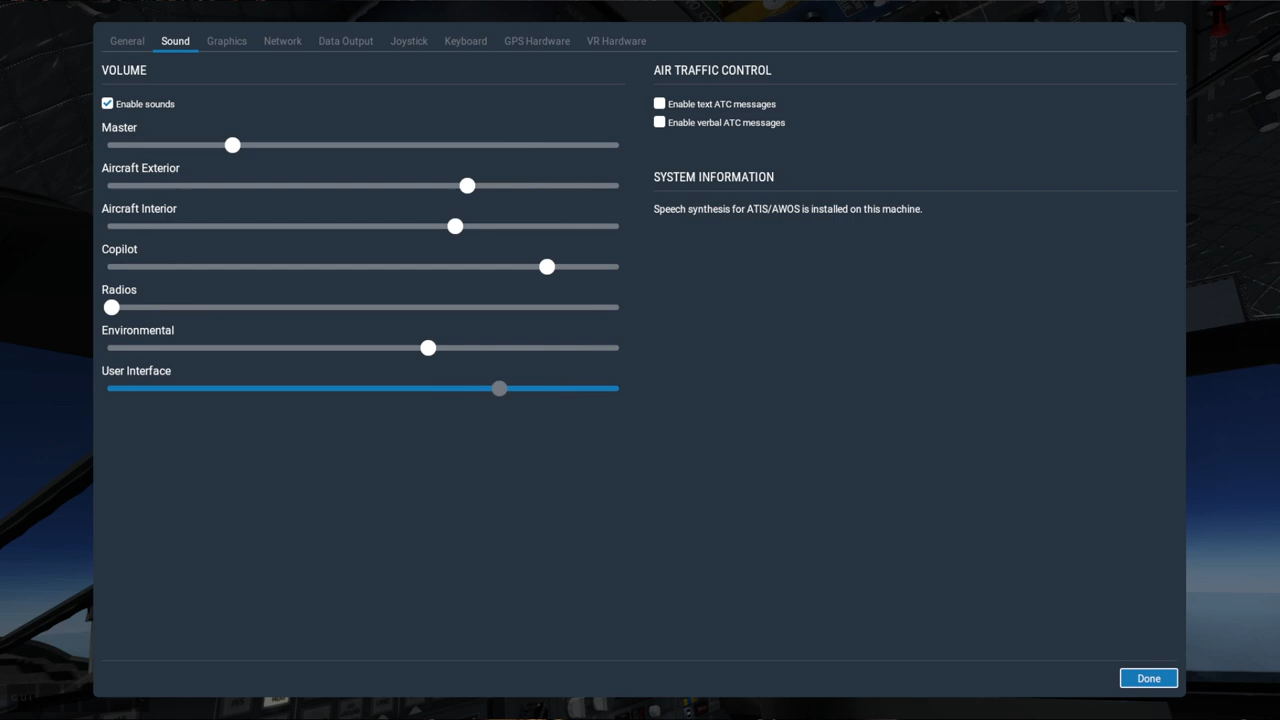 General Sound Graphics Network Data Output Joystick Keyboard GPS Hardware VR Hardware
VOLUME
Enable sounds
Master
Aircraft Exterior
Aircraft Interior
Copilot
Radios
Environmental
User Interface
AIR TRAFFIC CONTROL
Enable text ATC messages
Enable verbal ATC messages
SYSTEM INFORMATION
Speech synthesis for ATIS/AWOS is installed on this machine.
Done